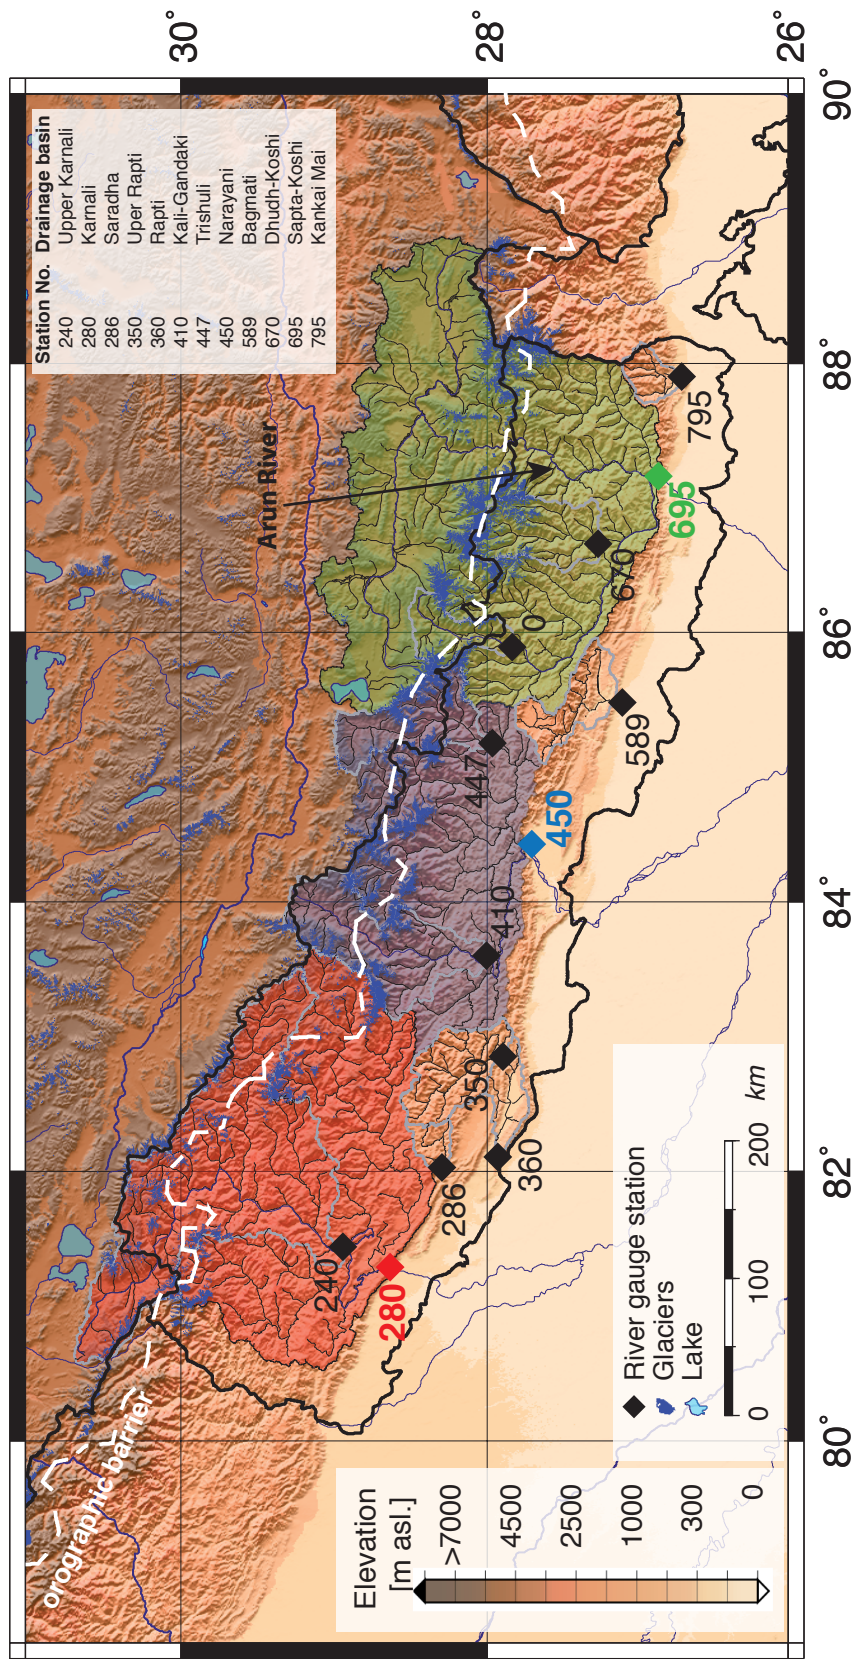 Station No. Drainage basin
240 Upper Karnali
280 Karnali
286 Saradha
350 Uper Rapti
360 Rapti
410 Kali-Gandaki
447 Trishuli
450 Narayani
589 Bagmati
670 Dhudh-Koshi
695 Sapta-Koshi
795 Kankai Mai
orographic barrier
Arun River
240
280
286
360
350
410
450
447
589
0
670
695
795
Elevation
[m asl.]
>7000
4500
2500
1000
300
0
River gauge station
Glaciers
Lake
0 100 200 km
80° 82° 84° 86° 88° 90°
30°
28°
26°